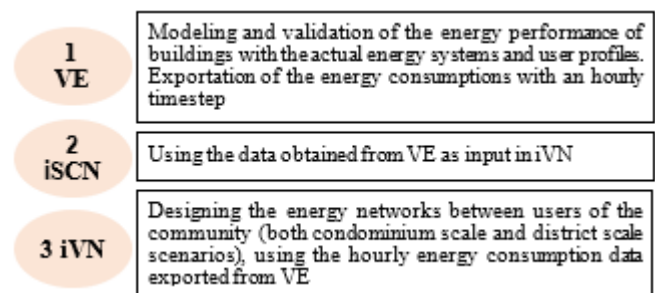 1
VE
Modeling and validation of the energy performance of
buildings with the actual energy systems and user profiles.
Exportation of the energy consumptions with an hourly
timestep
2
iSCN
Using the data obtained from VE as input in iVN
3 iVN
Designing the energy networks between users of the
community (both condominium scale and district scale
scenarios), using the hourly energy consumption data
exported from VE